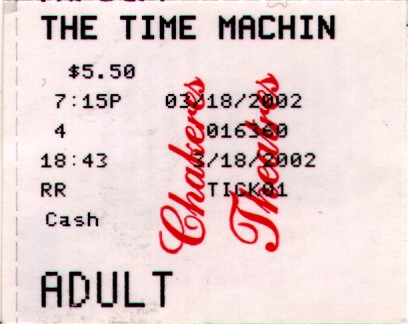 THE TIME MACHIN
$5.50
7:15P 03/18/2002
4 016360
18:43 3/18/2002
RR TICK01
Cash
ADULT
Chakeres
Theatres